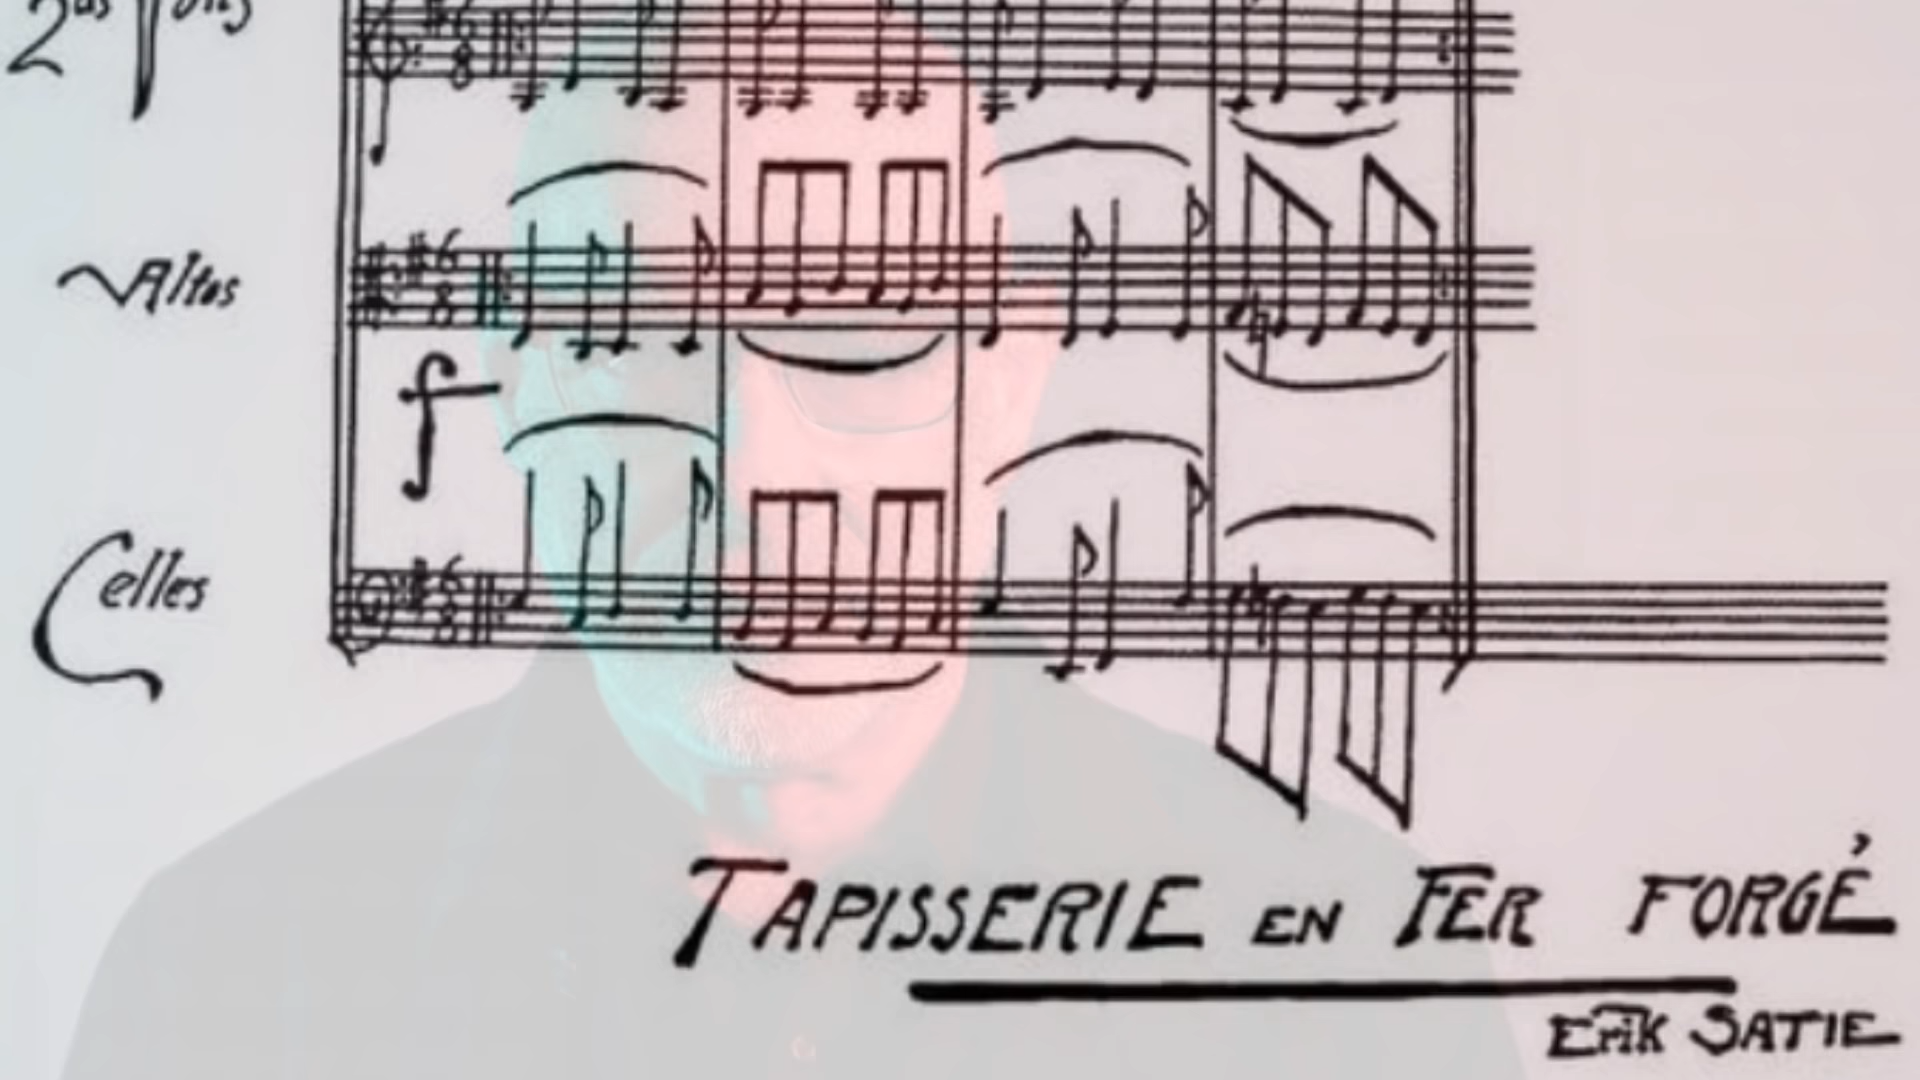 Altos
f
Celles
TAPISSERIE EN FER FORGÉ
ERIK SATIE